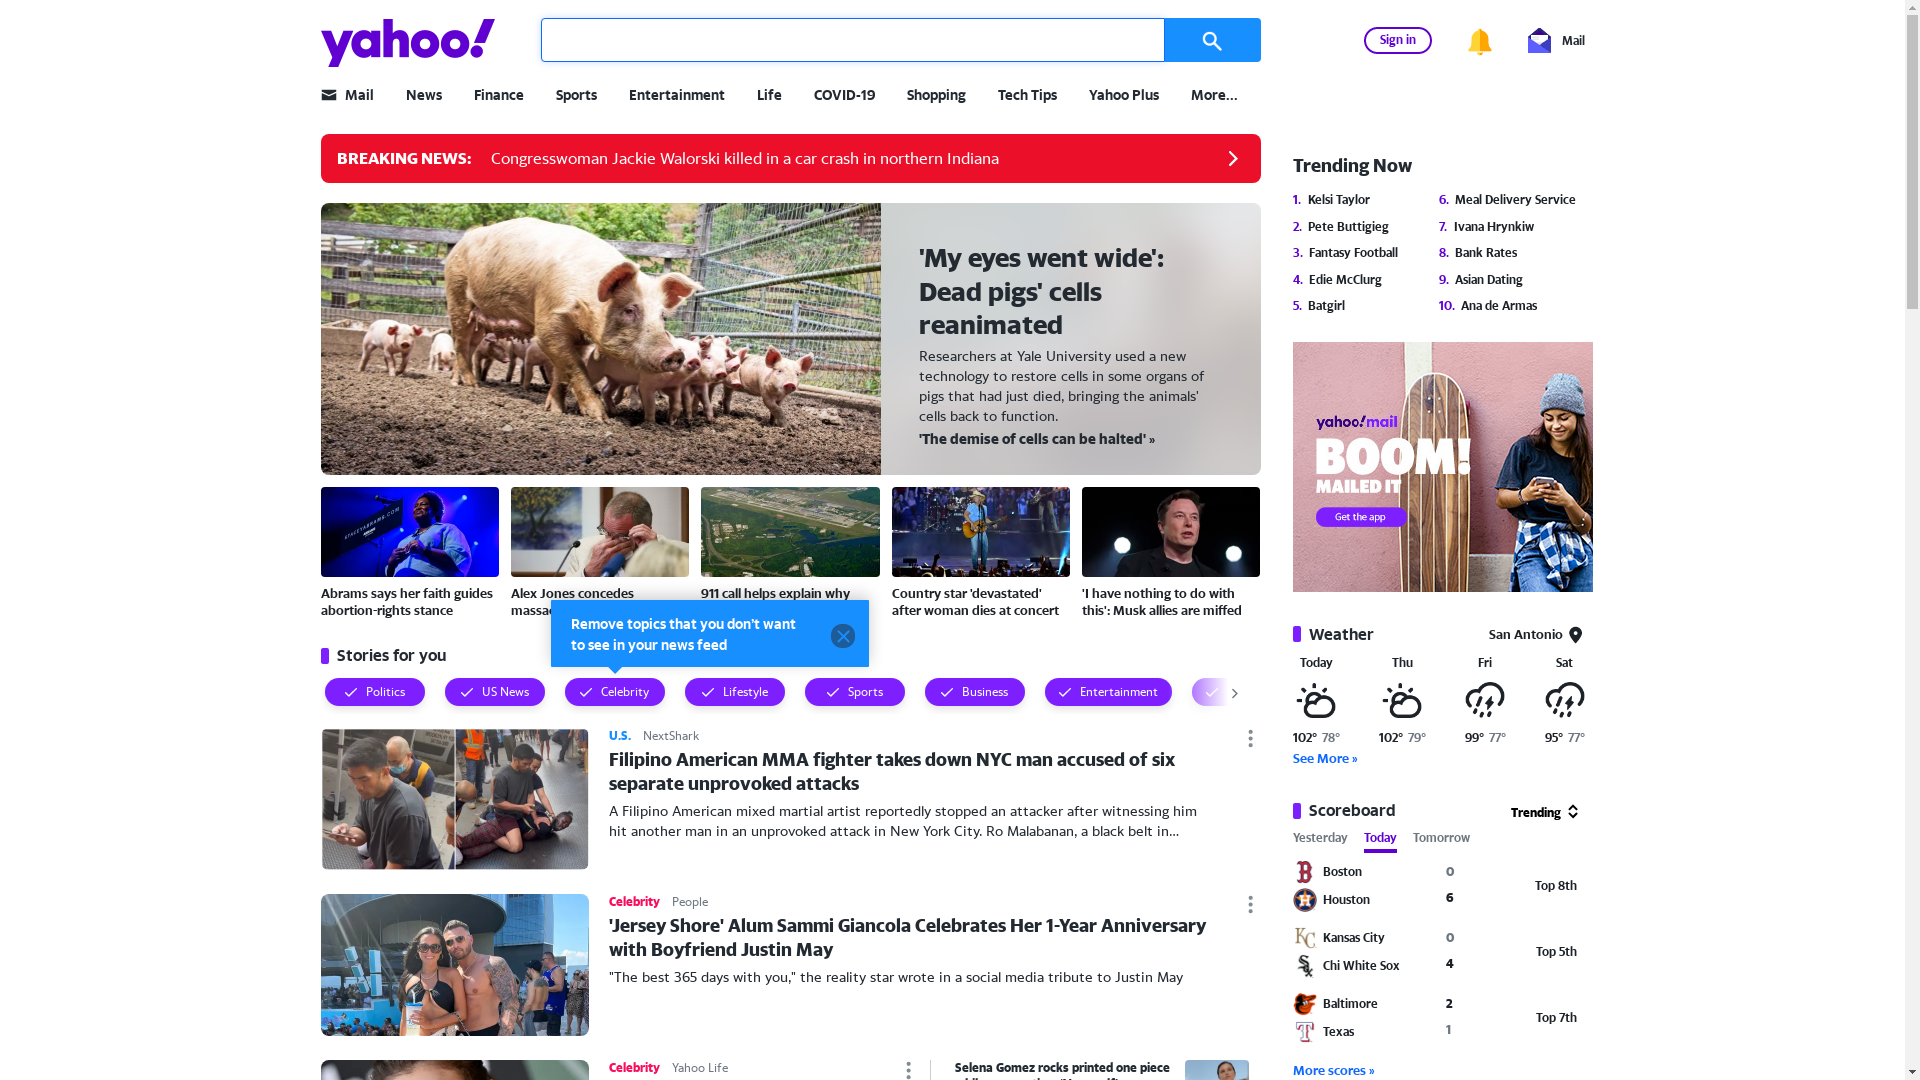 yahoo!
Sign in
Mail
Mail
News
Finance
Sports
Entertainment
Life
COVID-19
Shopping
Tech Tips
Yahoo Plus
More...
BREAKING NEWS: Congresswoman Jackie Walorski killed in a car crash in northern Indiana
'My eyes went wide':
Dead pigs' cells
reanimated
Researchers at Yale University used a new
technology to restore cells in some organs of
pigs that had just died, bringing the animals'
cells back to function.
'The demise of cells can be halted' »
Abrams says her faith guides
abortion-rights stance
Alex Jones concedes
911 call helps explain why
Country star 'devastated'
after woman dies at concert
'I have nothing to do with
this': Musk allies are miffed
Remove topics that you don't want
to see in your news feed
Stories for you
Politics
US News
Celebrity
Lifestyle
Sports
Business
Entertainment
U.S. NextShark
Filipino American MMA fighter takes down NYC man accused of six
separate unprovoked attacks
A Filipino American mixed martial artist reportedly stopped an attacker after witnessing him
hit another man in an unprovoked attack in New York City. Ro Malabanan, a black belt in...
Celebrity People
'Jersey Shore' Alum Sammi Giancola Celebrates Her 1-Year Anniversary
with Boyfriend Justin May
"The best 365 days with you," the reality star wrote in a social media tribute to Justin May
Celebrity Yahoo Life
Selena Gomez rocks printed one piece
Trending Now
1. Kelsi Taylor
2. Pete Buttigieg
3. Fantasy Football
4. Edie McClurg
5. Batgirl
6. Meal Delivery Service
7. Ivana Hrynkiw
8. Bank Rates
9. Asian Dating
10. Ana de Armas
yahoo!mail
BOOM!
MAILED IT
Get the app
Weather
San Antonio
Today Thu Fri Sat
102° 78° 102° 79° 99° 77° 95° 77°
See More »
Scoreboard
Trending
Yesterday Today Tomorrow
Boston 0
Houston 6
Top 8th
Kansas City 0
Chi White Sox 4
Top 5th
Baltimore 2
Texas 1
Top 7th
More scores »